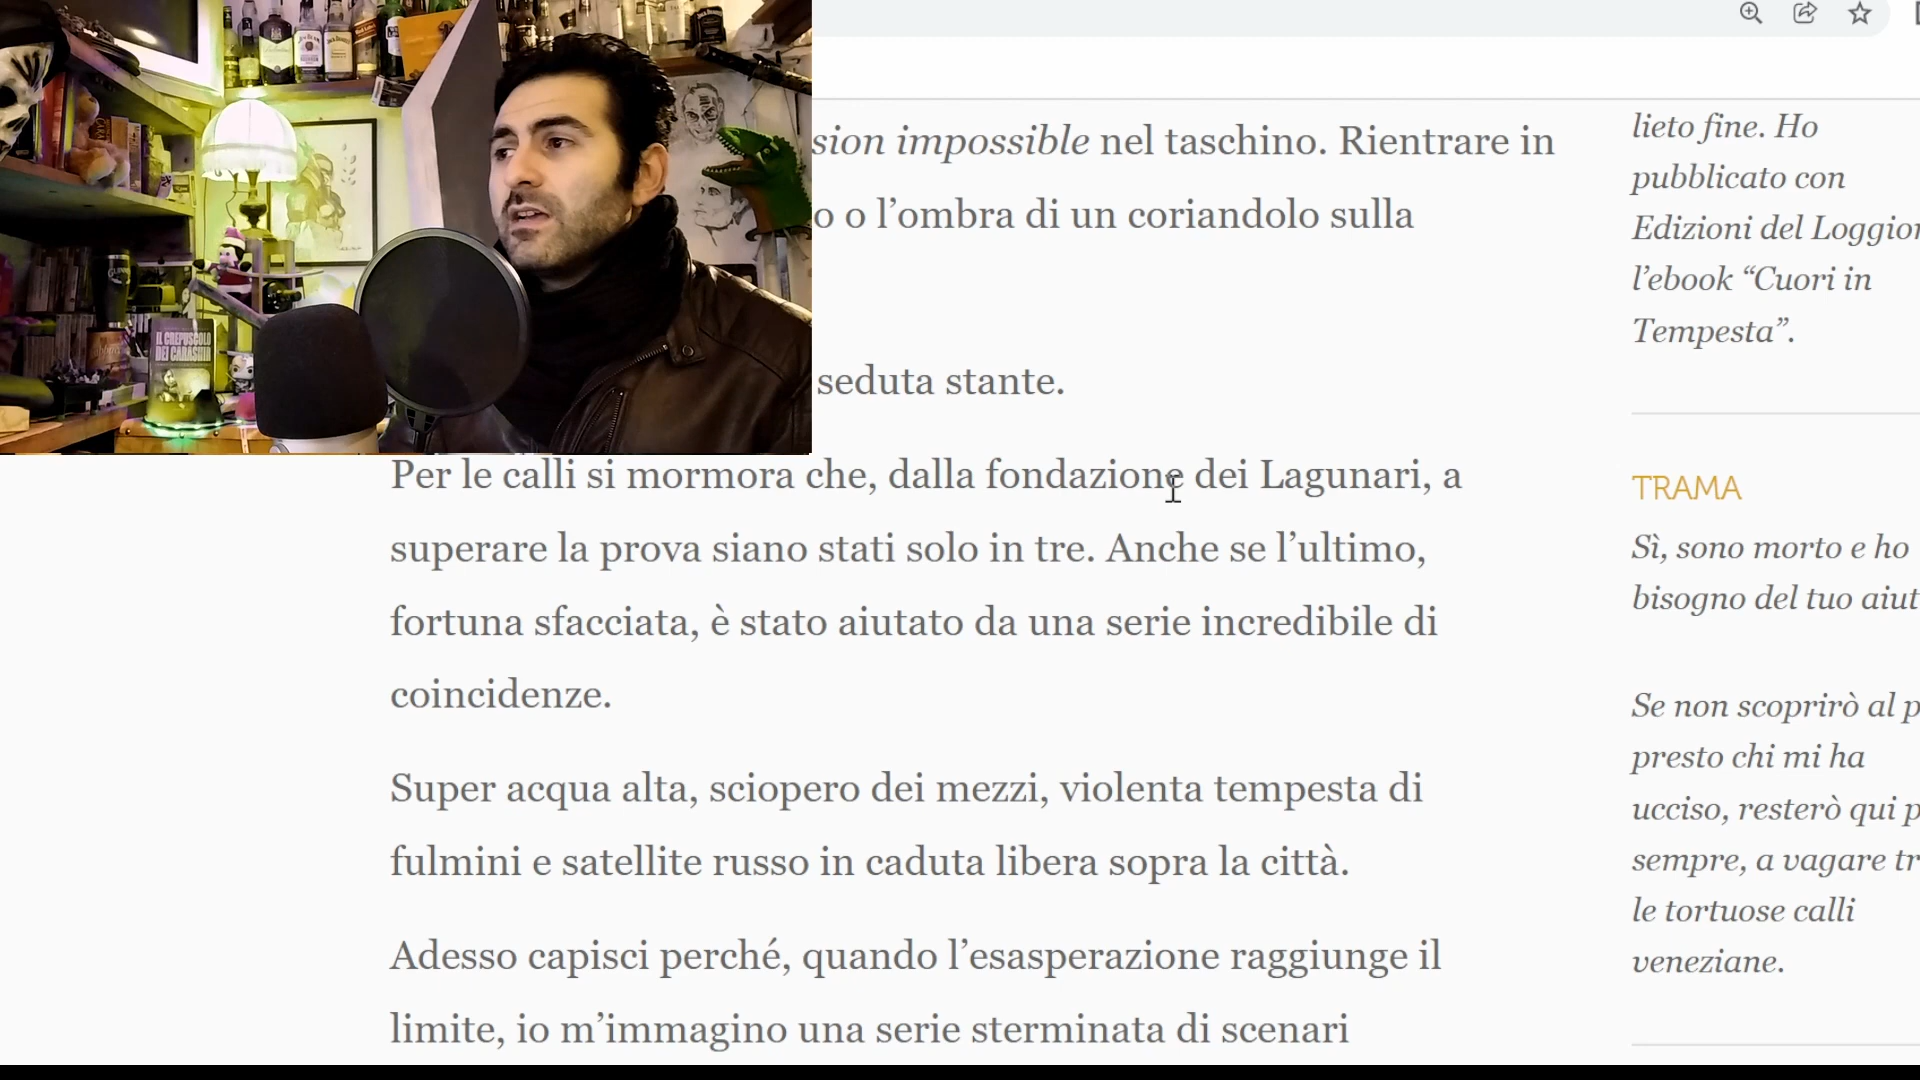 sion impossible nel taschino. Rientrare in
o o l’ombra di un coriandolo sulla
seduta stante.
Per le calli si mormora che, dalla fondazione dei Lagunari, a
superare la prova siano stati solo in tre. Anche se l’ultimo,
fortuna sfacciata, è stato aiutato da una serie incredibile di
coincidenze.
Super acqua alta, sciopero dei mezzi, violenta tempesta di
fulmini e satellite russo in caduta libera sopra la città.
Adesso capisci perché, quando l’esasperazione raggiunge il
limite, io m’immagino una serie sterminata di scenari
lieto fine. Ho
pubblicato con
Edizioni del Loggion
l’ebook “Cuori in
Tempesta”.
TRAMA
Sì, sono morto e ho
bisogno del tuo aiut
Se non scoprirò al p
presto chi mi ha
ucciso, resterò qui p
sempre, a vagare tr
le tortuose calli
veneziane.
IL CREPUSCOLO
DEI CARASHIN
GUINNESS